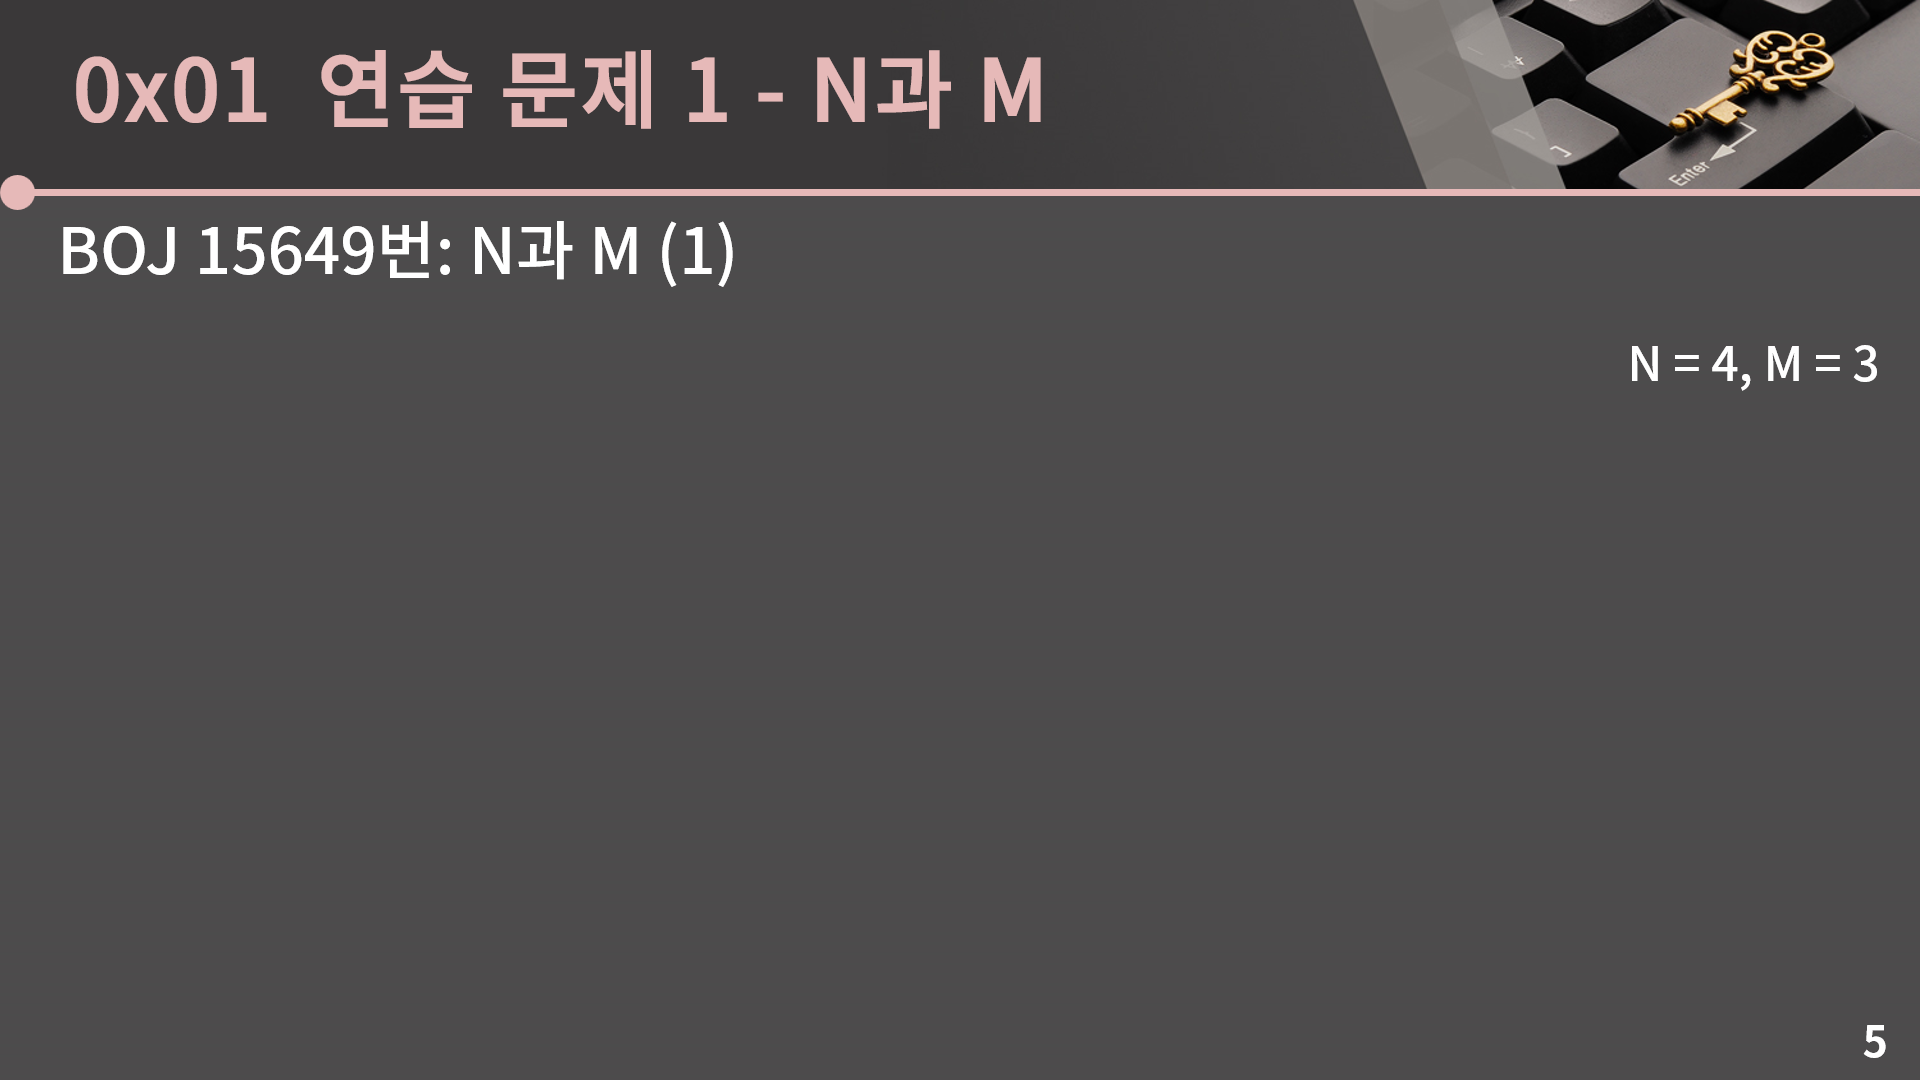 0x01 연습 문제 1 - N과 M
Enter
BOJ 15649번: N과 M (1)
N = 4, M = 3
5